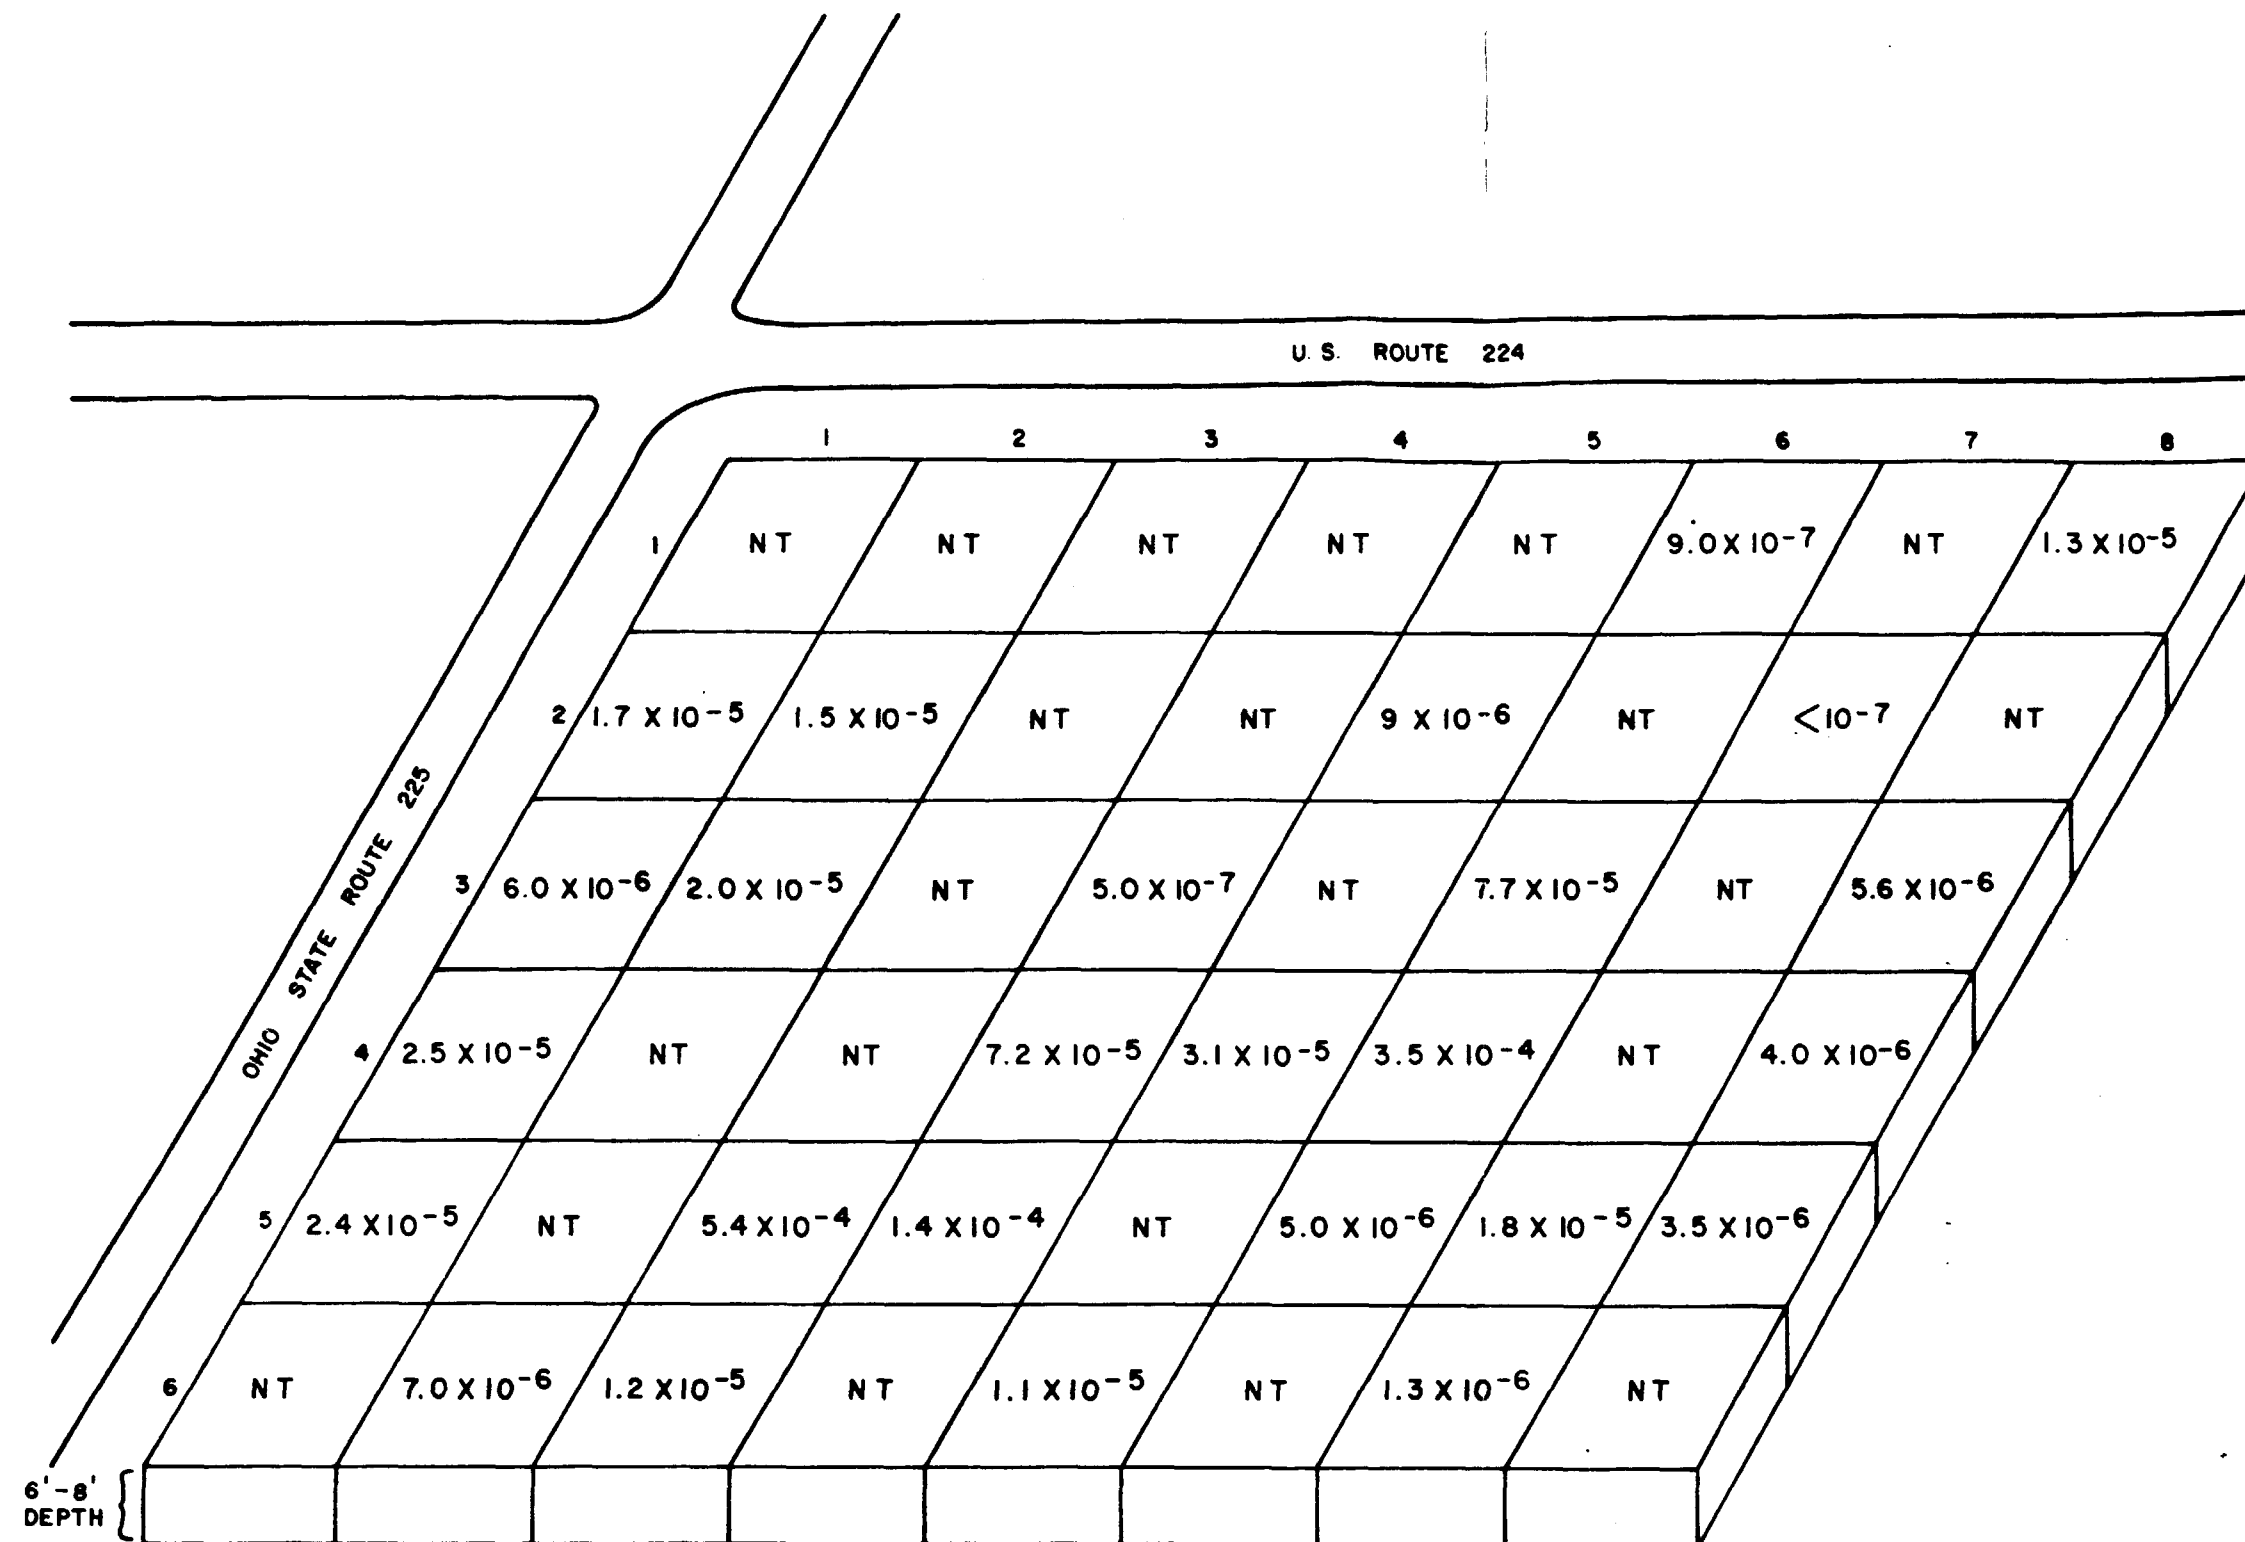 U.S. ROUTE 224
1 2 3 4 5 6 7 8
1 NT NT NT NT NT 9.0 X 10-7 NT 1.3 X 10-5
2 1.7 X 10-5 1.5 X 10-5 NT NT 9 X 10-6 NT <10-7 NT
3 6.0 X 10-6 2.0 X 10-5 NT 5.0 X 10-7 NT 7.7 X 10-5 NT 5.6 X 10-6
4 2.5 X 10-5 NT NT 7.2 X 10-5 3.1 X 10-5 3.5 X 10-4 NT 4.0 X 10-6
5 2.4 X 10-5 NT 5.4 X 10-4 1.4 X 10-4 NT 5.0 X 10-6 1.8 X 10-5 3.5 X 10-6
6 NT 7.0 X 10-6 1.2 X 10-5 NT 1.1 X 10-5 NT 1.3 X 10-6 NT
OHIO STATE ROUTE 225
6'-8'
DEPTH